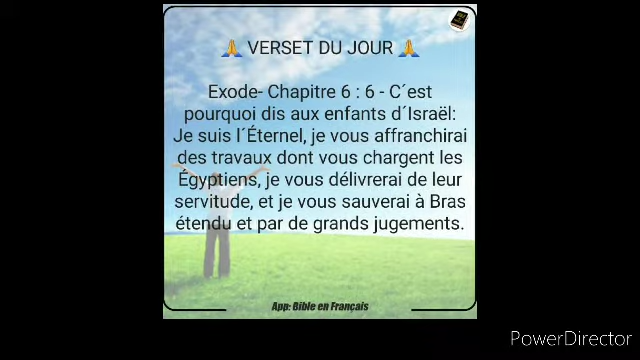 🙏 VERSET DU JOUR 🙏
Exode- Chapitre 6 : 6 - C´est
pourquoi dis aux enfants d´Israël:
Je suis l´Éternel, je vous affranchirai
des travaux dont vous chargent les
Égyptiens, je vous délivrerai de leur
servitude, et je vous sauverai à Bras
étendu et par de grands jugements.
App: Bible en Français
PowerDirector